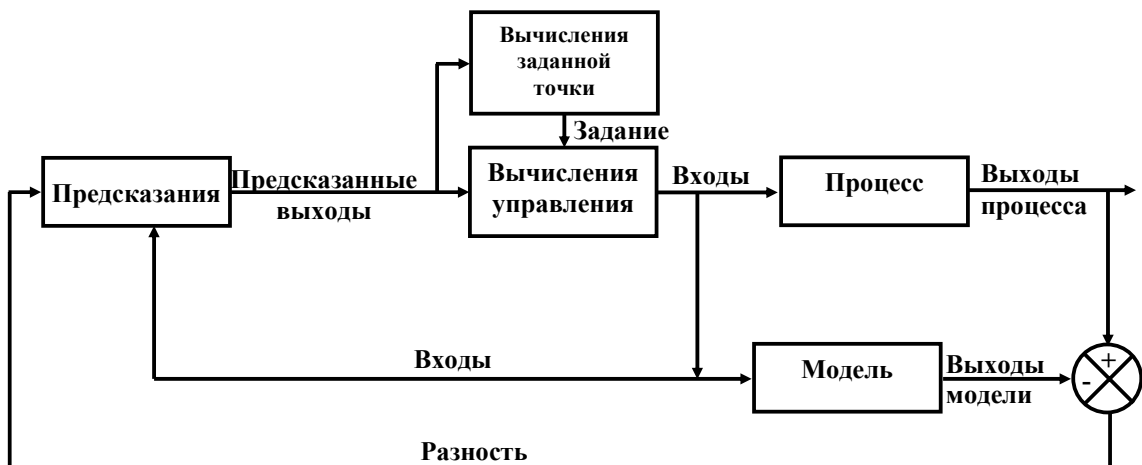 Вычисления
заданной
точки
Задание
Предсказания
Предсказанные
выходы
Вычисления
управления
Входы
Процесс
Выходы
процесса
Входы
Модель
Выходы
модели
+
-
Разность